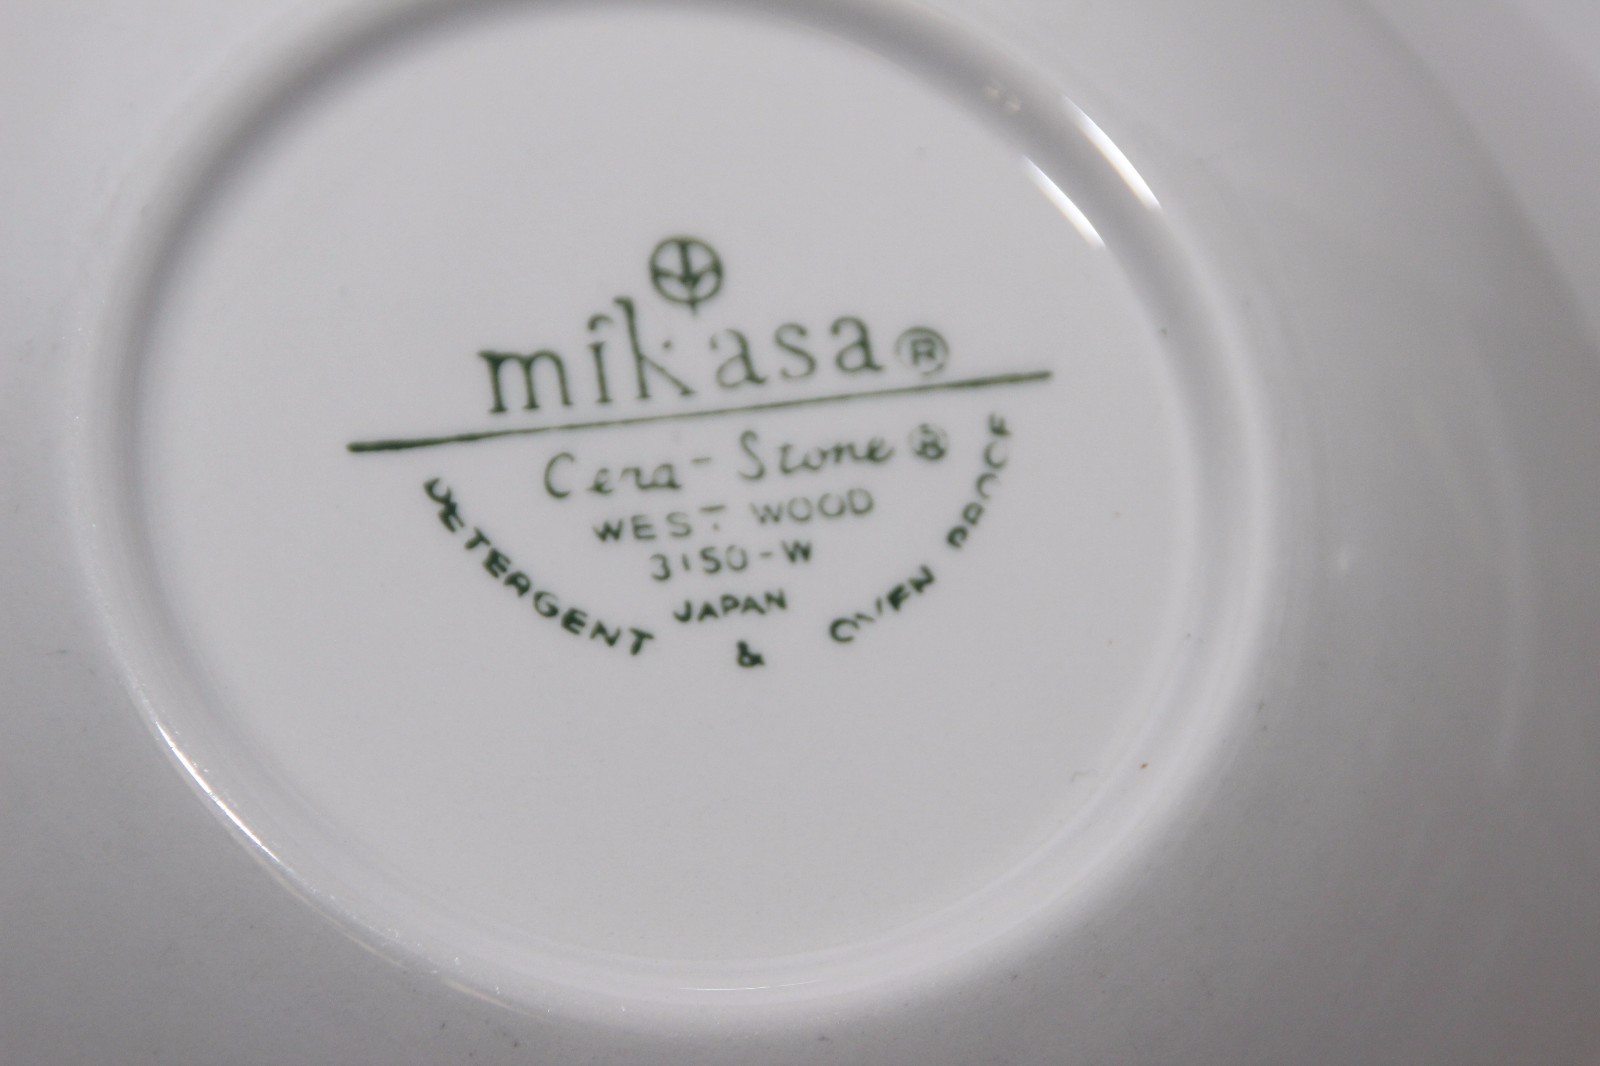 mikasa®
Cera-Stone®
WEST WOOD
3150-W
JAPAN
DETERGENT & OVEN PROOF